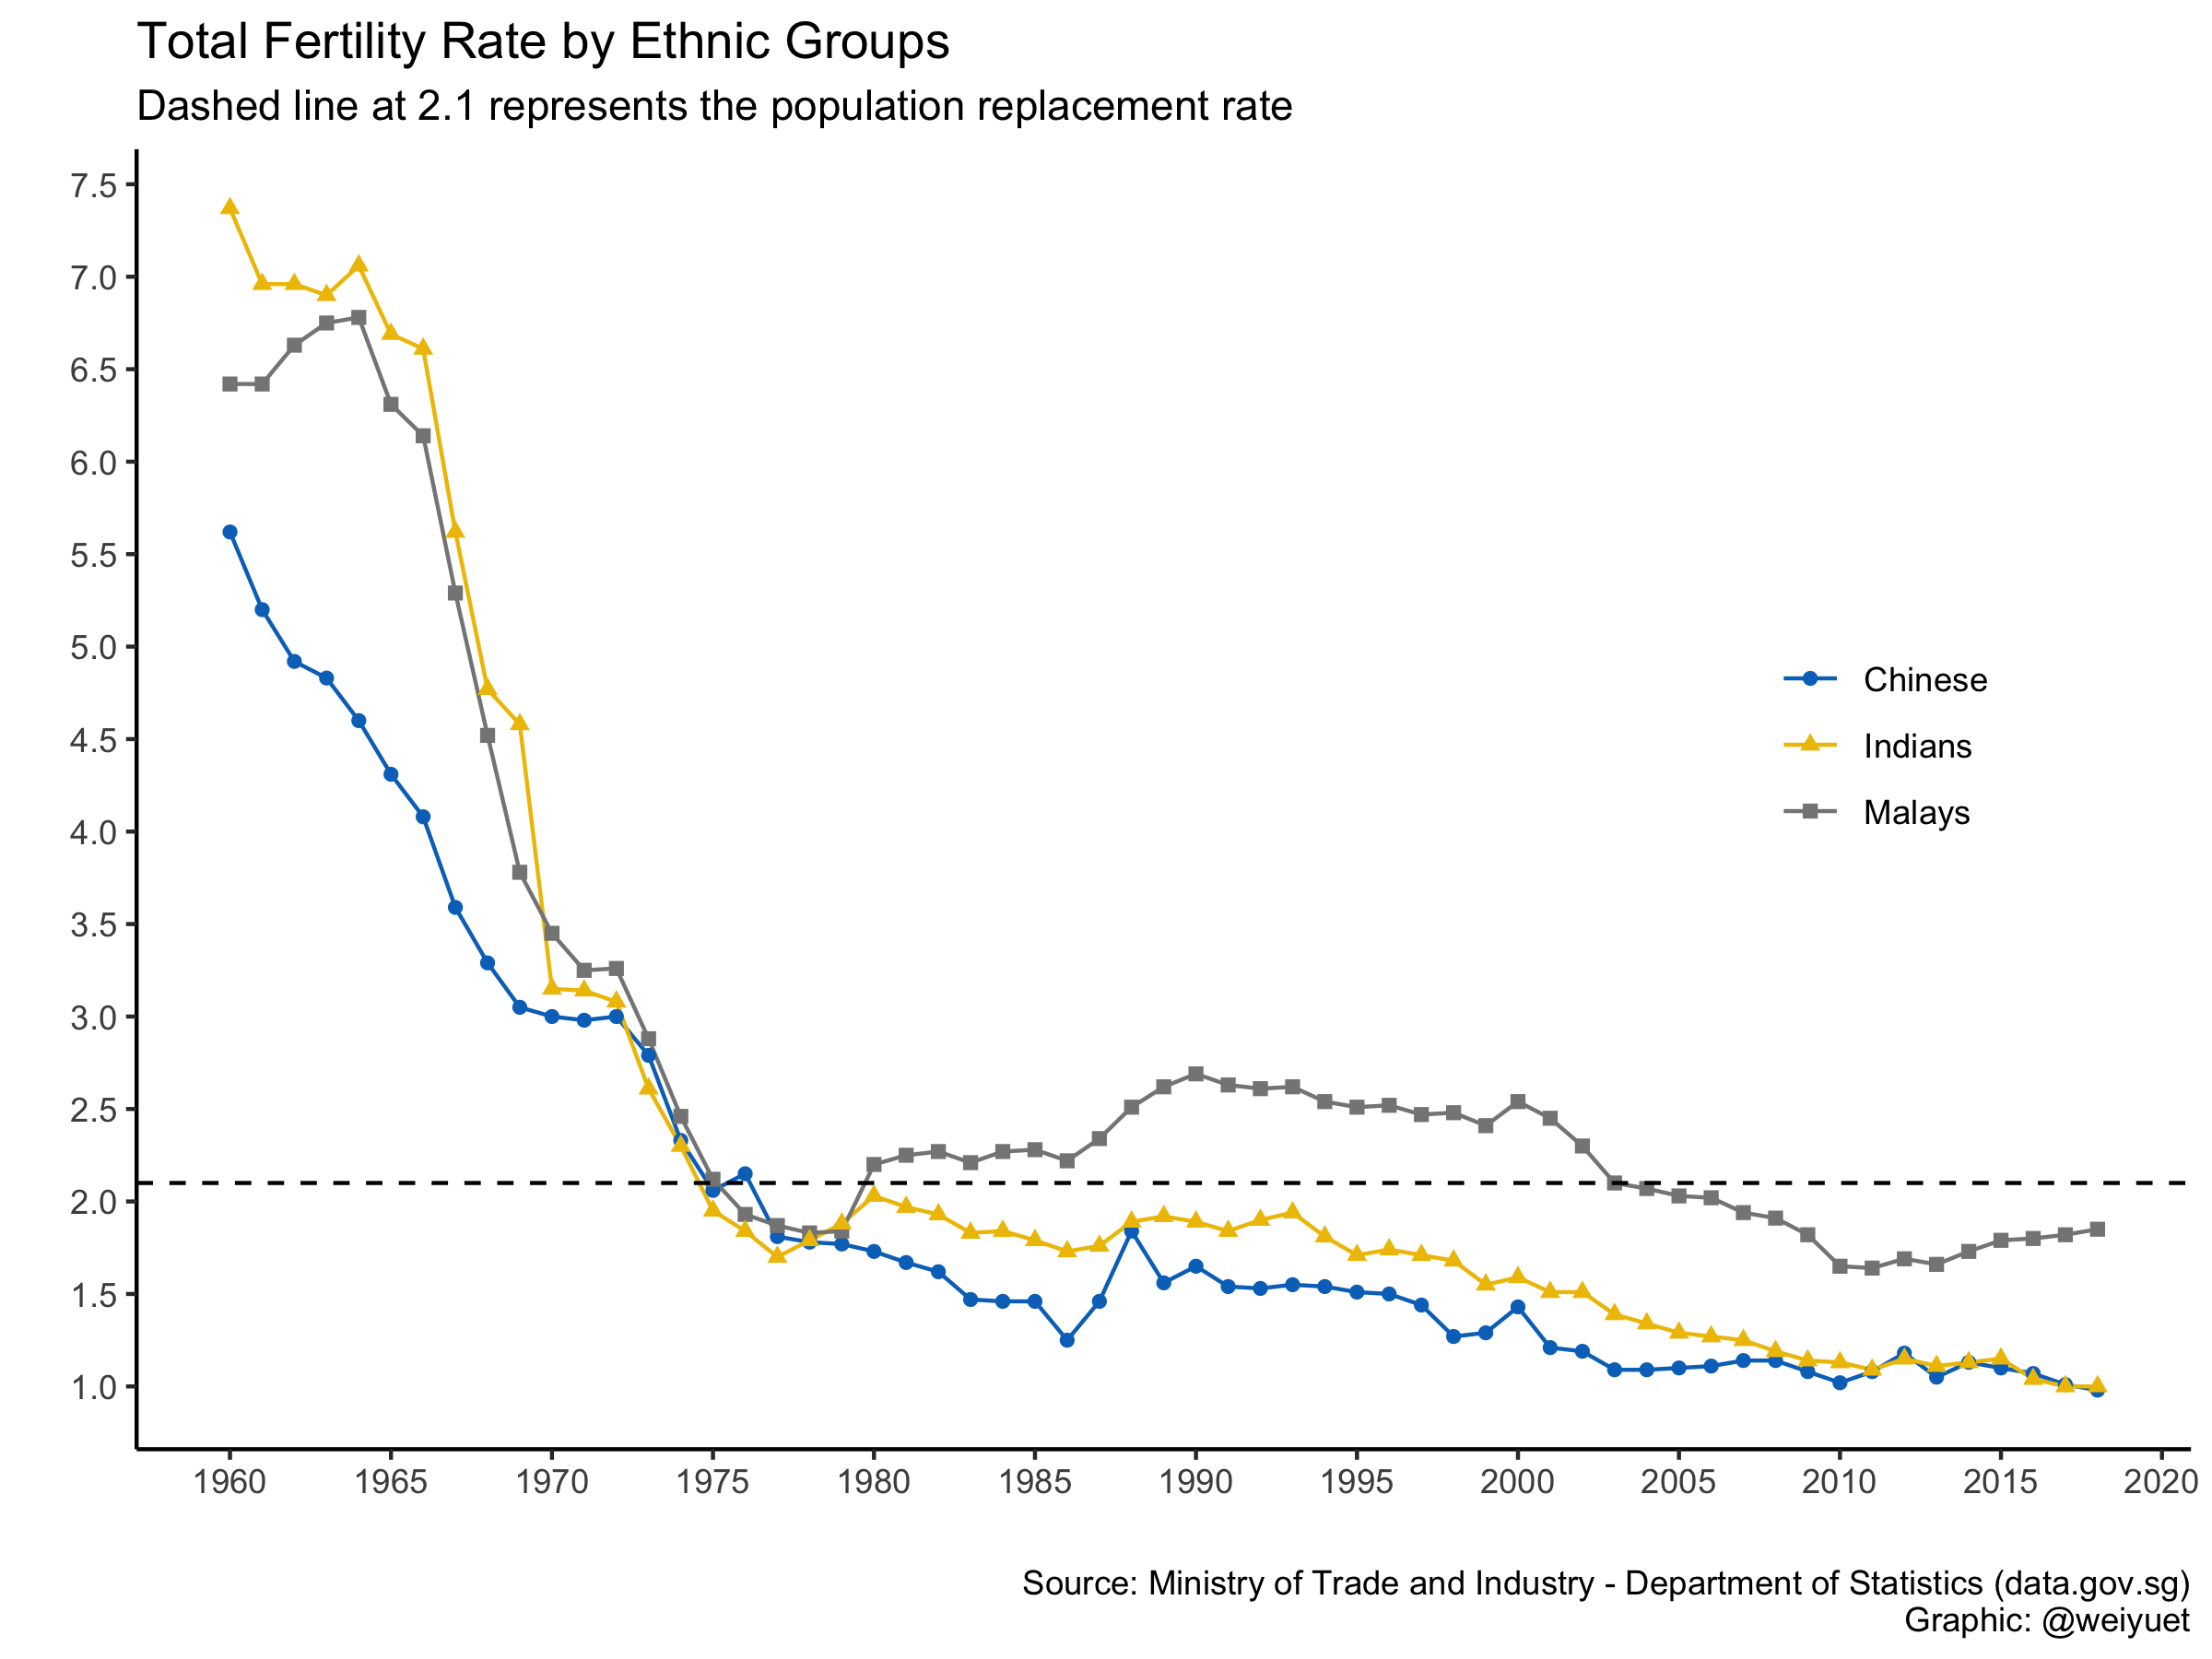 Total Fertility Rate by Ethnic Groups
Dashed line at 2.1 represents the population replacement rate
7.5
7.0
6.5
6.0
5.5
5.0
4.5
4.0
3.5
3.0
2.5
2.0
1.5
1.0
Chinese
Indians
Malays
1960 1965 1970 1975 1980 1985 1990 1995 2000 2005 2010 2015 2020
Source: Ministry of Trade and Industry - Department of Statistics (data.gov.sg)
Graphic: @weiyuet